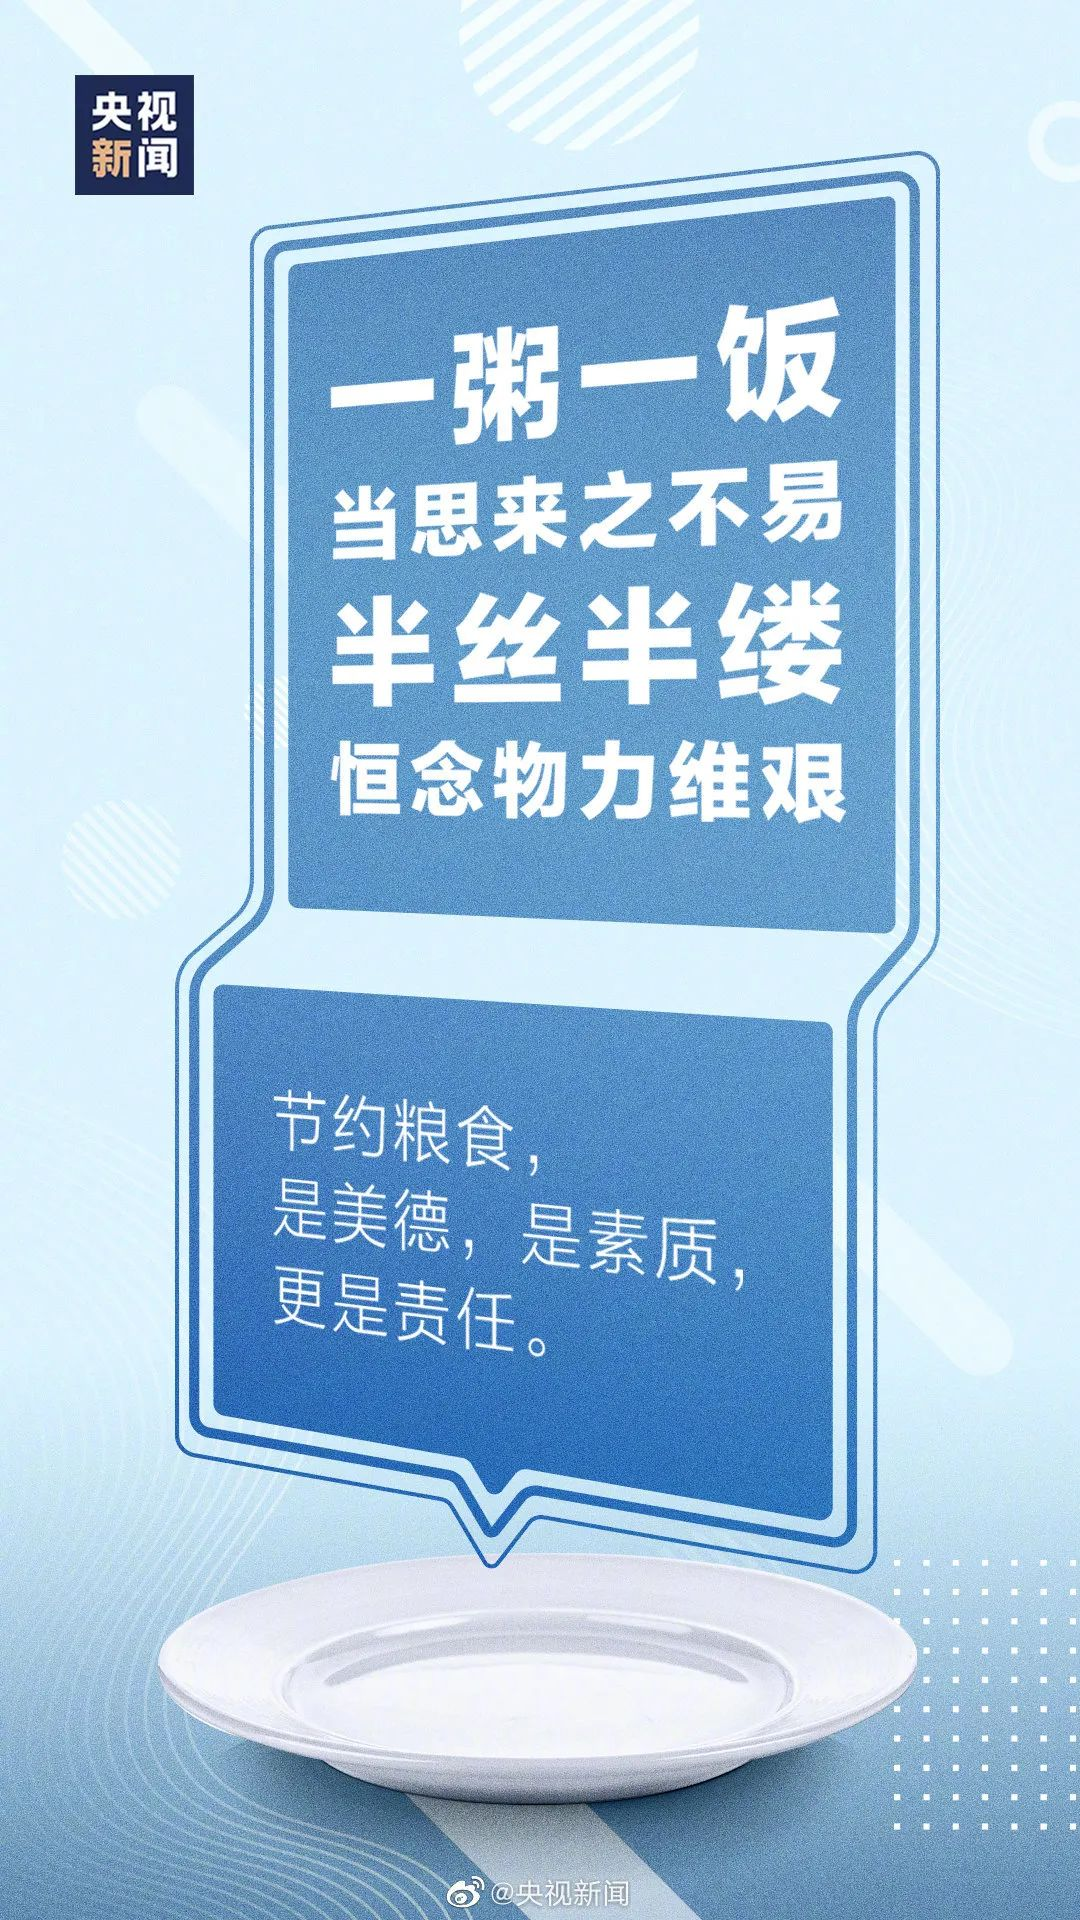 央视
新闻
一粥一饭
当思来之不易
半丝半缕
恒念物力维艰
节约粮食，
是美德，是素质，
更是责任。
@央视新闻